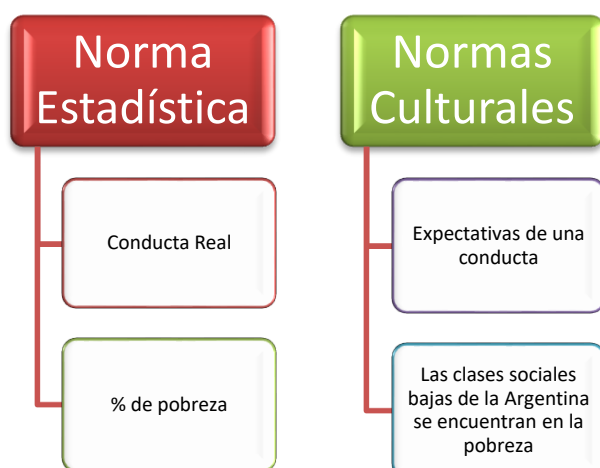 Norma
Estadística
Conducta Real
% de pobreza
Normas
Culturales
Expectativas de una
conducta
Las clases sociales
bajas de la Argentina
se encuentran en la
pobreza